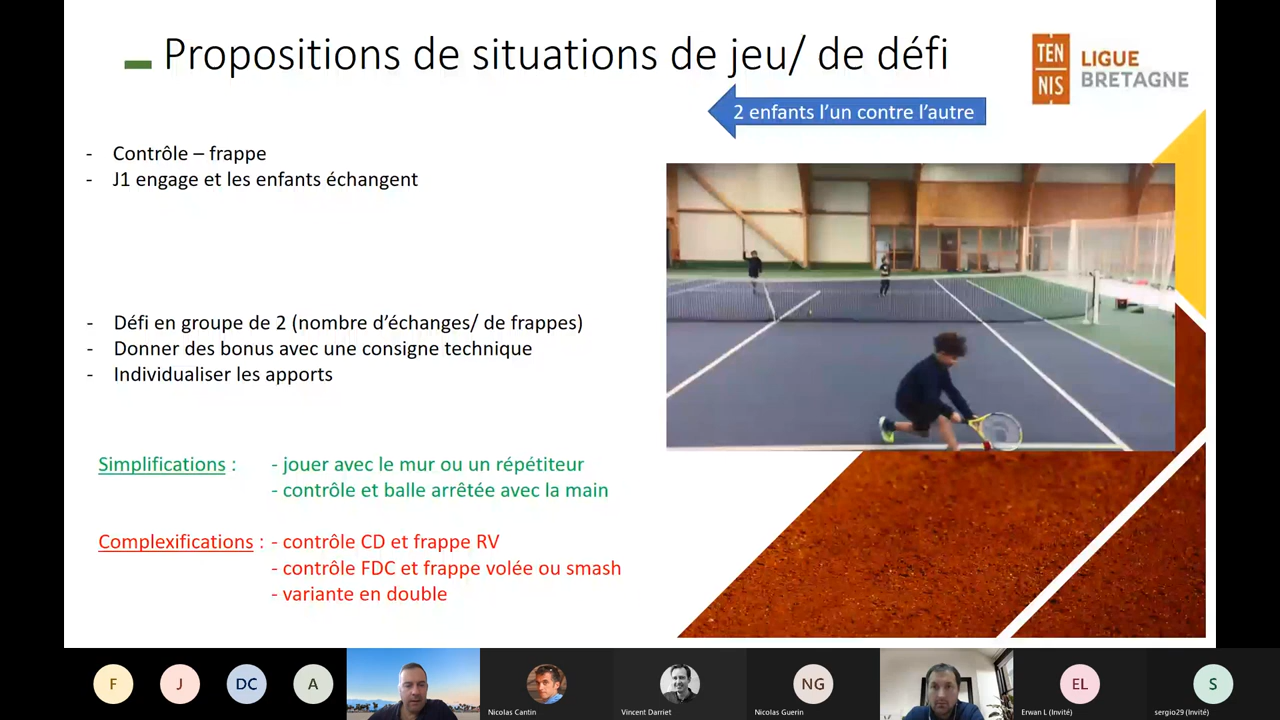 Propositions de situations de jeu/ de défi
TEN
NIS
LIGUE
BRETAGNE
2 enfants l'un contre l'autre
- Contrôle – frappe
- J1 engage et les enfants échangent
- Défi en groupe de 2 (nombre d'échanges/ de frappes)
- Donner des bonus avec une consigne technique
- Individualiser les apports
Simplifications : - jouer avec le mur ou un répétiteur
- contrôle et balle arrêtée avec la main
Complexifications : - contrôle CD et frappe RV
- contrôle FDC et frappe volée ou smash
- variante en double
F J DC A NG EL S
Nicolas Cantin Vincent Darriet Nicolas Guerin Erwan L (Invité) sergio29 (Invité)